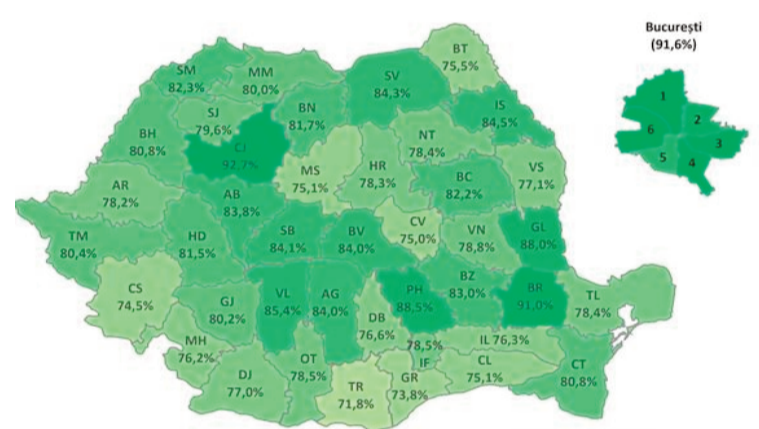 București
(91,6%)
1
2
3
6
5
4
BT
75,5%
SM
82,3%
MM
80,0%
SV
84,3%
BN
81,7%
IS
84,5%
SJ
79,6%
BH
80,8%
CJ
92,7%
NT
78,4%
MS
75,1%
HR
78,3%
BC
82,2%
VS
77,1%
AR
78,2%
AB
83,8%
TM
80,4%
HD
81,5%
SB
84,1%
BV
84,0%
CV
75,0%
VN
78,8%
GL
88,0%
CS
74,5%
GJ
80,2%
VL
85,4%
AG
84,0%
PH
88,5%
BZ
83,0%
BR
91,0%
TL
78,4%
DB
76,6%
MH
76,2%
78,5%
IF
IL 76,3%
DJ
77,0%
OT
78,5%
TR
71,8%
GR
73,8%
CL
75,1%
CT
80,8%